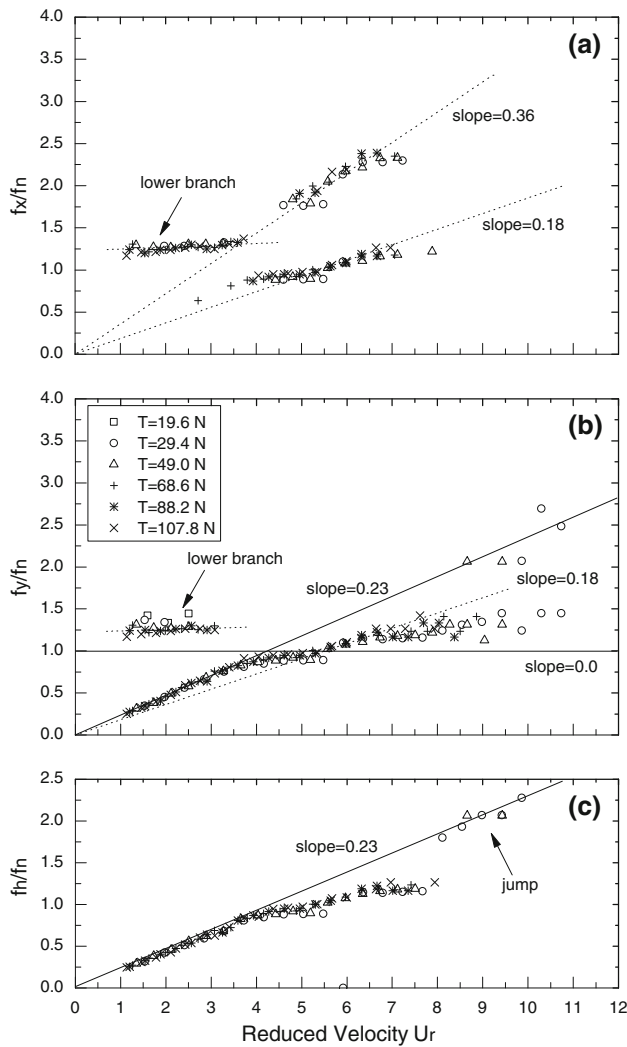 (a)
4.0
3.5
3.0
2.5
2.0
1.5
1.0
0.5
0.0
fx/fn
slope=0.36
lower branch
slope=0.18
(b)
4.0
3.5
3.0
2.5
2.0
1.5
1.0
0.5
0.0
fy/fn
T=19.6 N
T=29.4 N
T=49.0 N
T=68.6 N
T=88.2 N
T=107.8 N
lower branch
slope=0.23
slope=0.18
slope=0.0
(c)
2.5
2.0
1.5
1.0
0.5
0.0
fh/fn
slope=0.23
jump
0 1 2 3 4 5 6 7 8 9 10 11 12
Reduced Velocity Ur